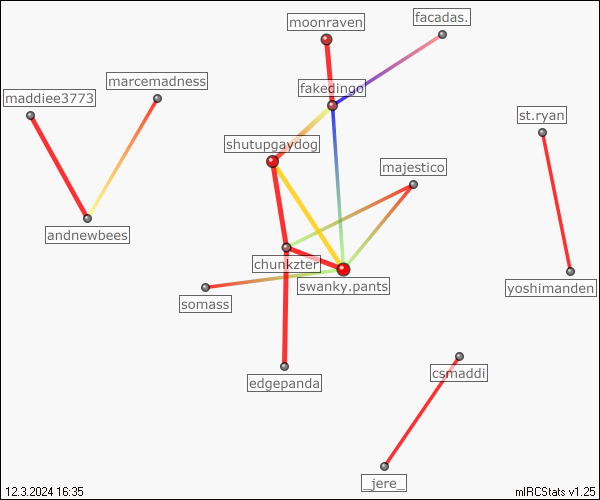 facadas.
moonraven
marcemadness
fakedingo
maddiee3773
st.ryan
shutupgaydog
majestico
andnewbees
chunkzter
swanky.pants
yoshimanden
somass
csmaddi
edgepanda
_jere_
12.3.2024 16:35
mIRCStats v1.25